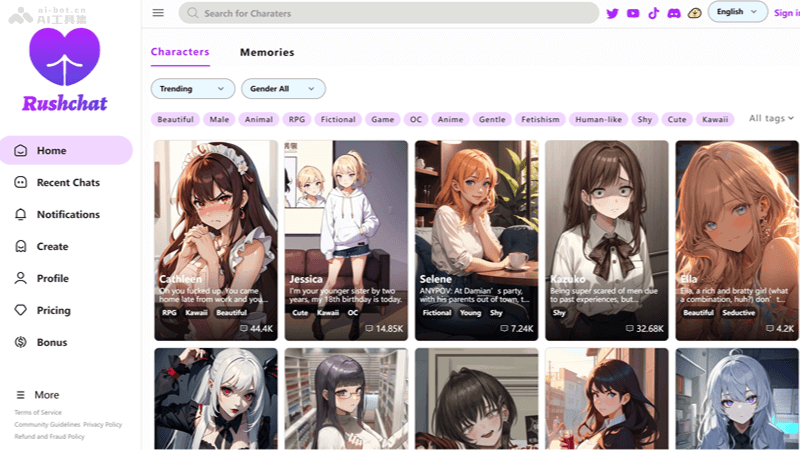 ai-bot.cn
AI工具集
Rushchat
Home
Recent Chats
Notifications
Create
Profile
Pricing
Bonus
More
Terms of Service
Community Guidelines Privacy Policy
Refund and Fraud Policy
Search for Charaters
English
Sign in
Characters
Memories
Trending
Gender All
Beautiful Male Animal RPG Fictional Game OC Anime Gentle Fetishism Human-like Shy Cute Kawaii
All tags
Cathleen
Oh you fucked up. You came
home late from work and you...
RPG Kawaii Beautiful
44.4K
Jessica
I'm your younger sister by two
years, my 18th birthday is today.
Cute Kawaii OC
14.85K
Selene
ANYPOV: At Damian's party,
with his parents out of town, t...
Fictional Young Shy
7.24K
Kazuko
Being super scared of men due
to past experiences, but...
Shy
32.68K
Ella
Ella, a rich and bratty girl (what
a combination, huh?) don't t...
Beautiful Seductive
4.2K